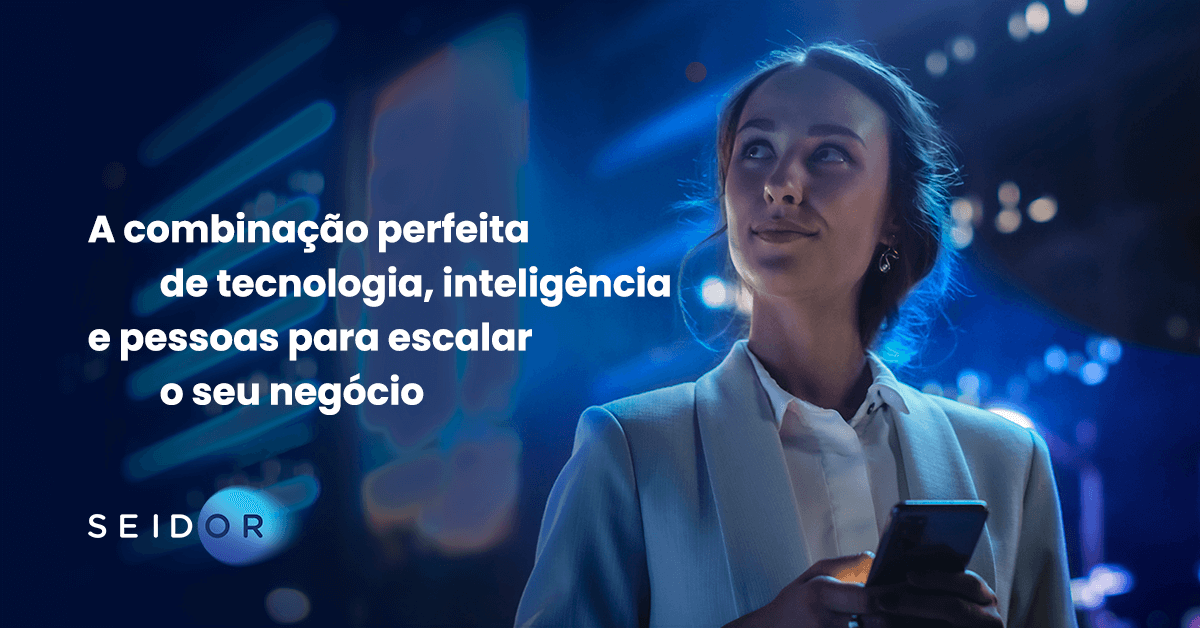 A combinação perfeita
de tecnologia, inteligência
e pessoas para escalar
o seu negócio
SEIDOR